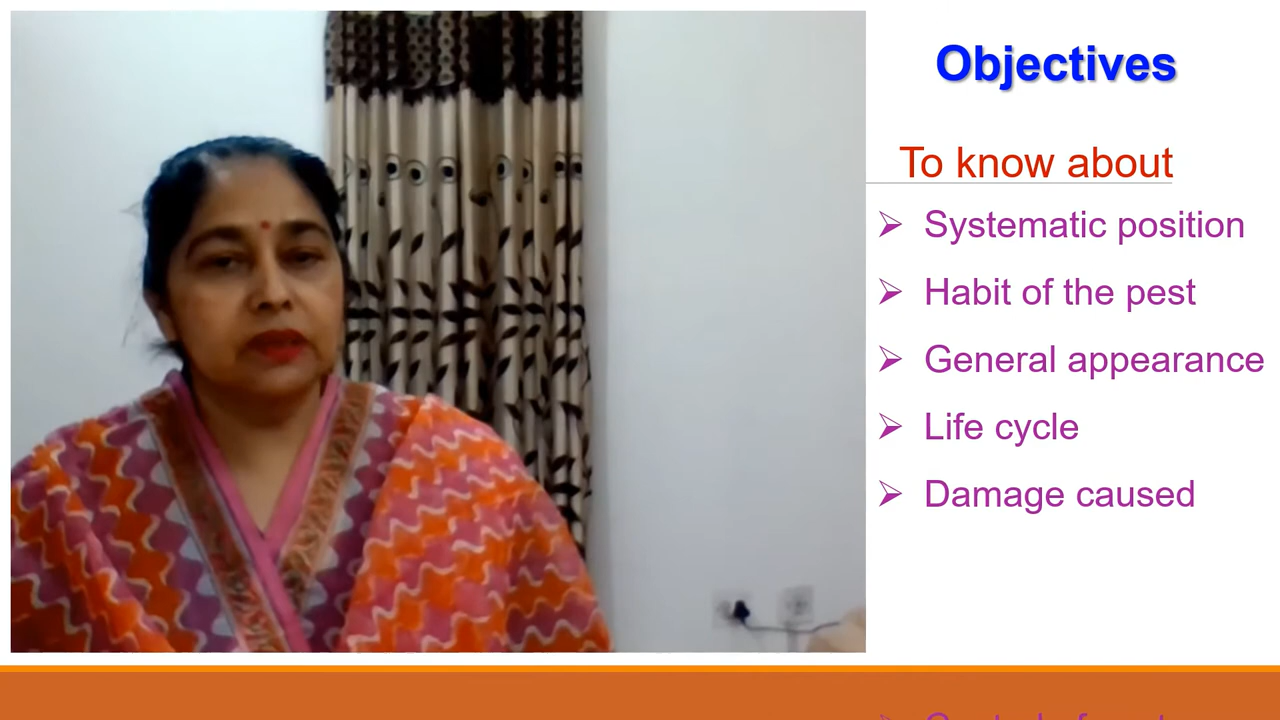 Objectives
To know about
➢ Systematic position
➢ Habit of the pest
➢ General appearance
➢ Life cycle
➢ Damage caused